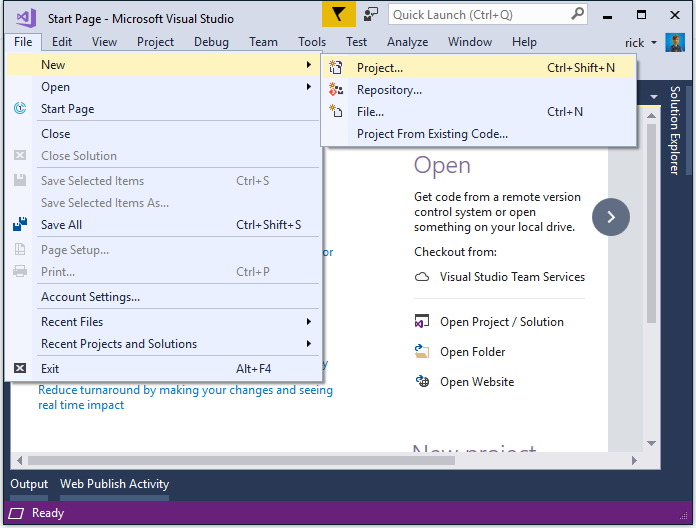 Start Page - Microsoft Visual Studio
Quick Launch (Ctrl+Q)
File Edit View Project Debug Team Tools Test Analyze Window Help rick
New
Project... Ctrl+Shift+N
Open
Repository...
Start Page
File... Ctrl+N
Close
Project From Existing Code...
Close Solution
Save Selected Items Ctrl+S
Save Selected Items As...
Save All Ctrl+Shift+S
Page Setup...
Print... Ctrl+P
Account Settings...
Recent Files
Recent Projects and Solutions
Exit Alt+F4
or
Reduce turnaround by making your changes and seeing
real time impact
Open
Get code from a remote version
control system or open
something on your local drive.
Checkout from:
Visual Studio Team Services
Open Project / Solution
Open Folder
Open Website
New project
Solution Explorer
Output Web Publish Activity
Ready